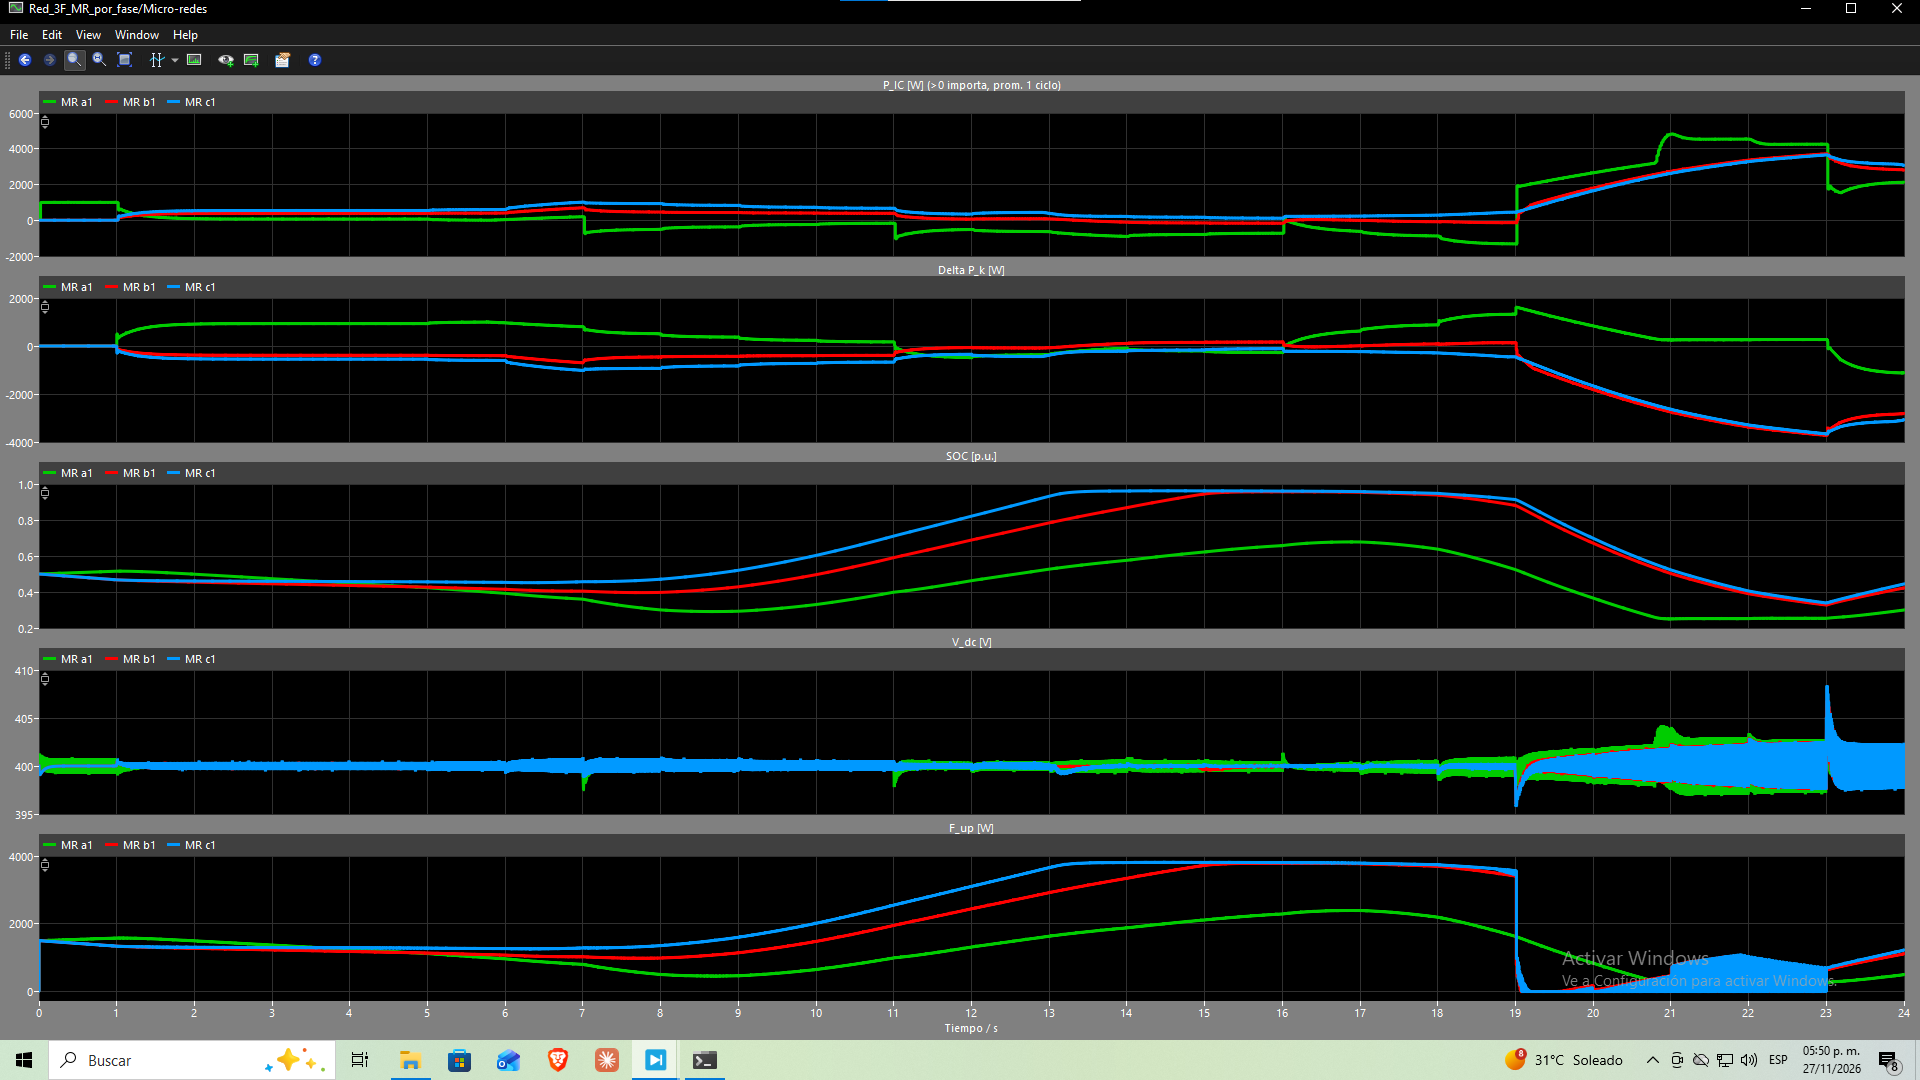 Red_3F_MR_por_fase/Micro-redes
File Edit View Window Help
P_IC [W] (>0 importa, prom. 1 ciclo)
MR a1 MR b1 MR c1
6000
4000
2000
0
-2000
Delta P_k [W]
MR a1 MR b1 MR c1
2000
0
-2000
-4000
SOC [p.u.]
MR a1 MR b1 MR c1
1.0
0.8
0.6
0.4
0.2
V_dc [V]
MR a1 MR b1 MR c1
410
405
400
395
F_up [W]
MR a1 MR b1 MR c1
4000
2000
0
0 1 2 3 4 5 6 7 8 9 10 11 12 13 14 15 16 17 18 19 20 21 22 23 24
Tiempo / s
Activar Windows
Ve a Configuración para activar Windows.
Buscar
8
31°C Soleado
ESP
05:50 p. m.
27/11/2026
8